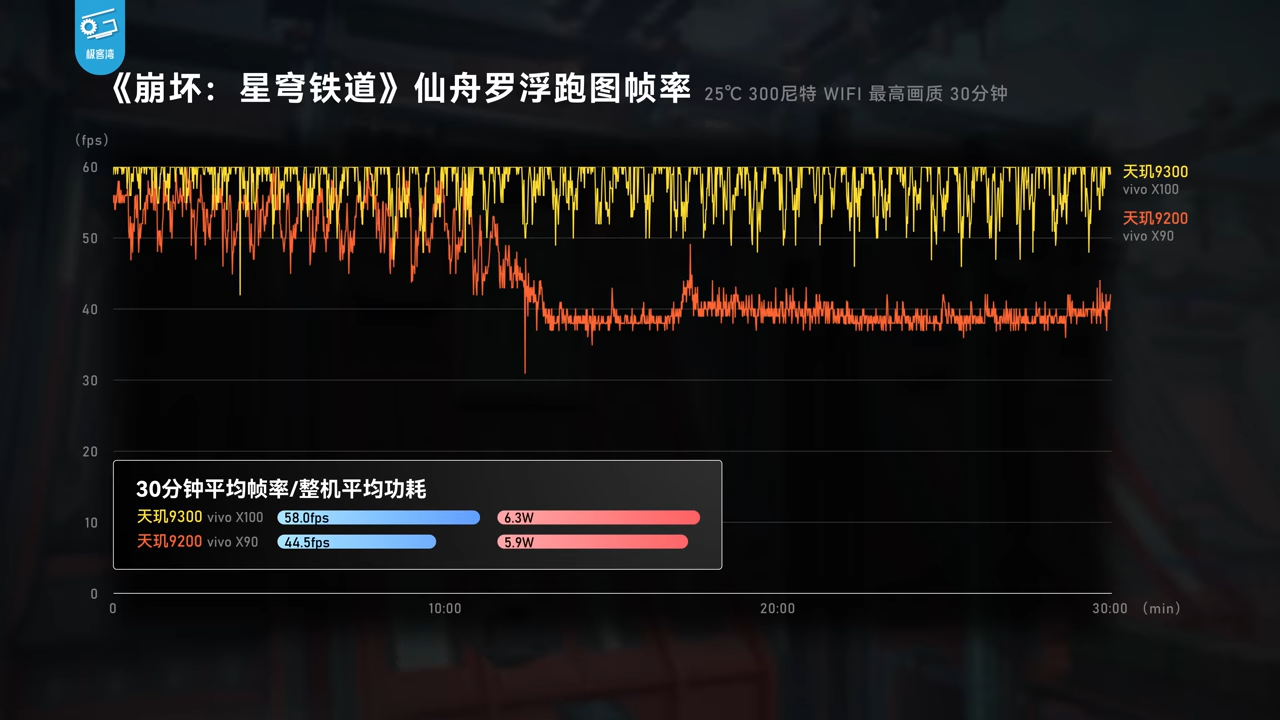 极客湾
《崩坏：星穹铁道》仙舟罗浮跑图帧率 25℃ 300尼特 WIFI 最高画质 30分钟
(fps)
60
天玑9300
vivo X100
天玑9200
vivo X90
50
40
30
20
30分钟平均帧率/整机平均功耗
天玑9300 vivo X100 58.0fps 6.3W
10
天玑9200 vivo X90 44.5fps 5.9W
0
0 10:00 20:00 30:00 (min)